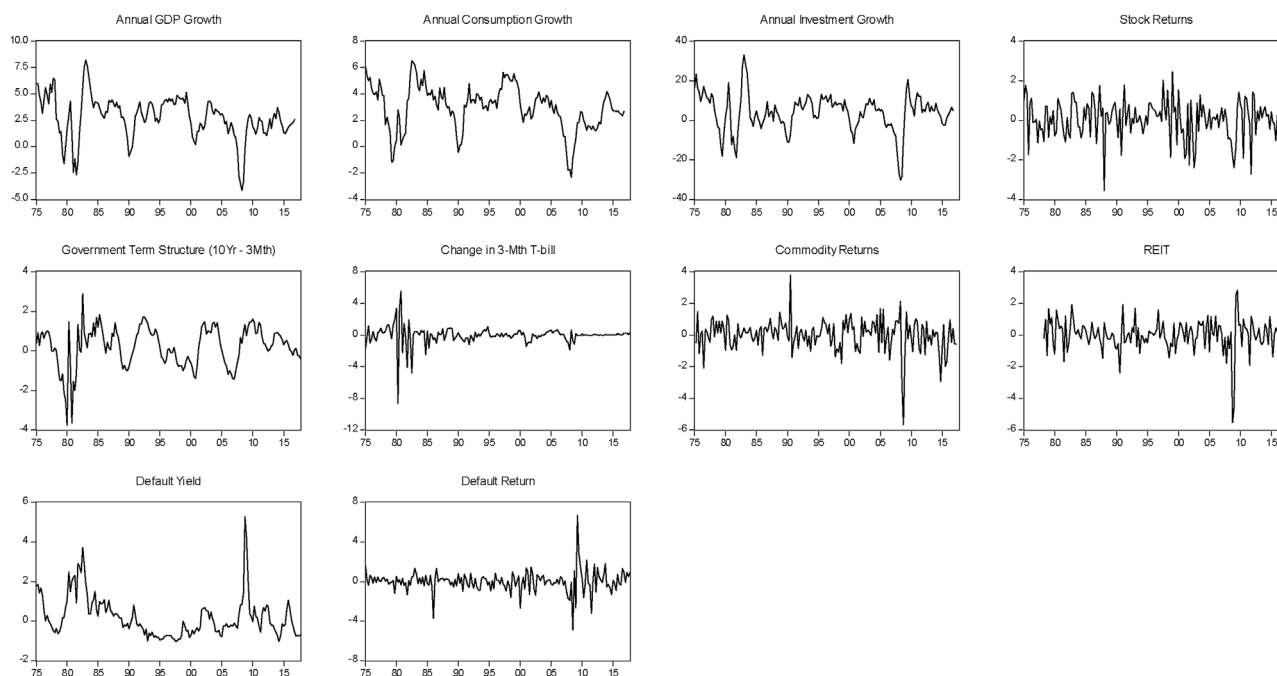 Annual GDP Growth
10.0
7.5
5.0
2.5
0.0
-2.5
-5.0
75 80 85 90 95 00 05 10 15
Annual Consumption Growth
8
6
4
2
0
-2
-4
75 80 85 90 95 00 05 10 15
Annual Investment Growth
40
20
0
-20
-40
75 80 85 90 95 00 05 10 15
Stock Returns
4
2
0
-2
-4
75 80 85 90 95 00 05 10 15
Government Term Structure (10Yr - 3Mth)
4
2
0
-2
-4
75 80 85 90 95 00 05 10 15
Change in 3-Mth T-bill
8
4
0
-4
-8
-12
75 80 85 90 95 00 05 10 15
Commodity Returns
4
2
0
-2
-4
-6
75 80 85 90 95 00 05 10 15
REIT
4
2
0
-2
-4
-6
75 80 85 90 95 00 05 10 15
Default Yield
6
4
2
0
-2
75 80 85 90 95 00 05 10 15
Default Return
8
4
0
-4
-8
75 80 85 90 95 00 05 10 15